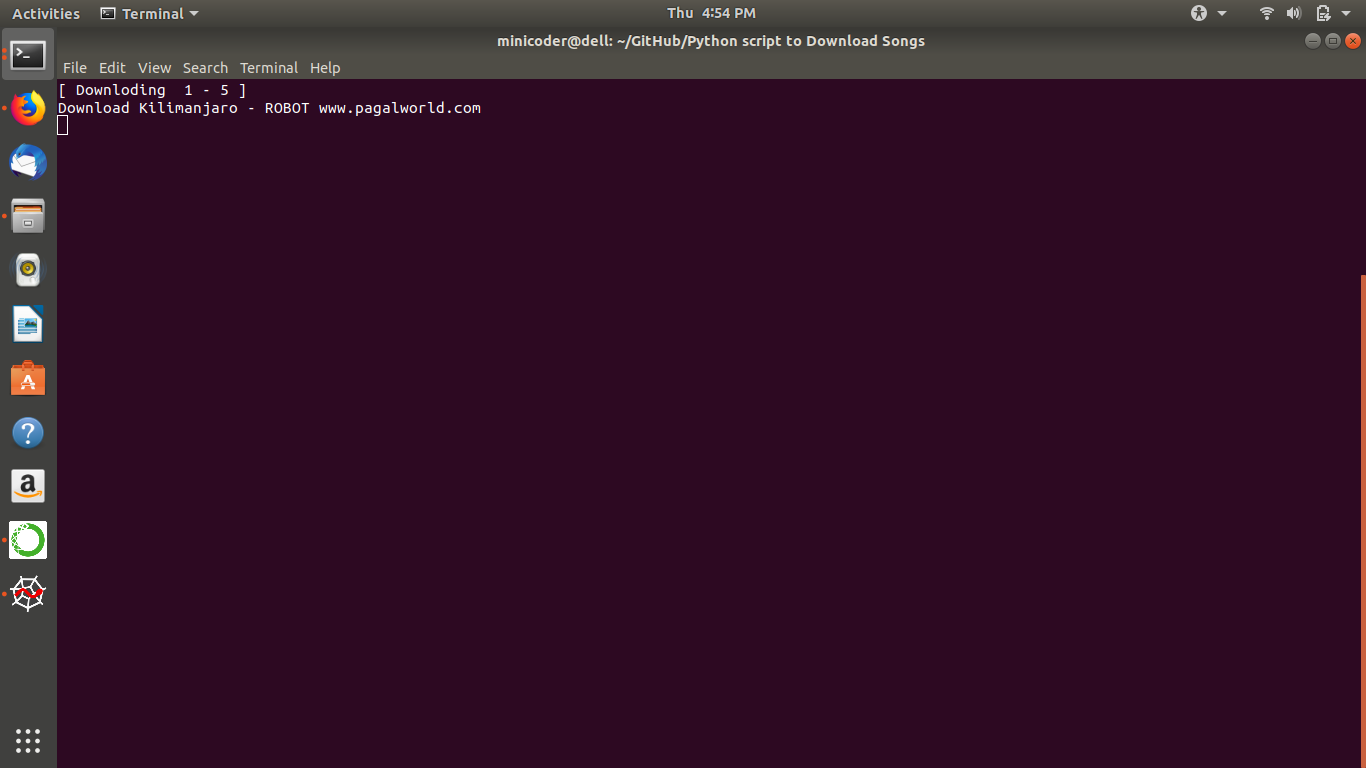 Activities Terminal Thu 4:54 PM
minicoder@dell: ~/GitHub/Python script to Download Songs
File Edit View Search Terminal Help
[ Downloding  1 - 5 ]
Download Kilimanjaro - ROBOT www.pagalworld.com